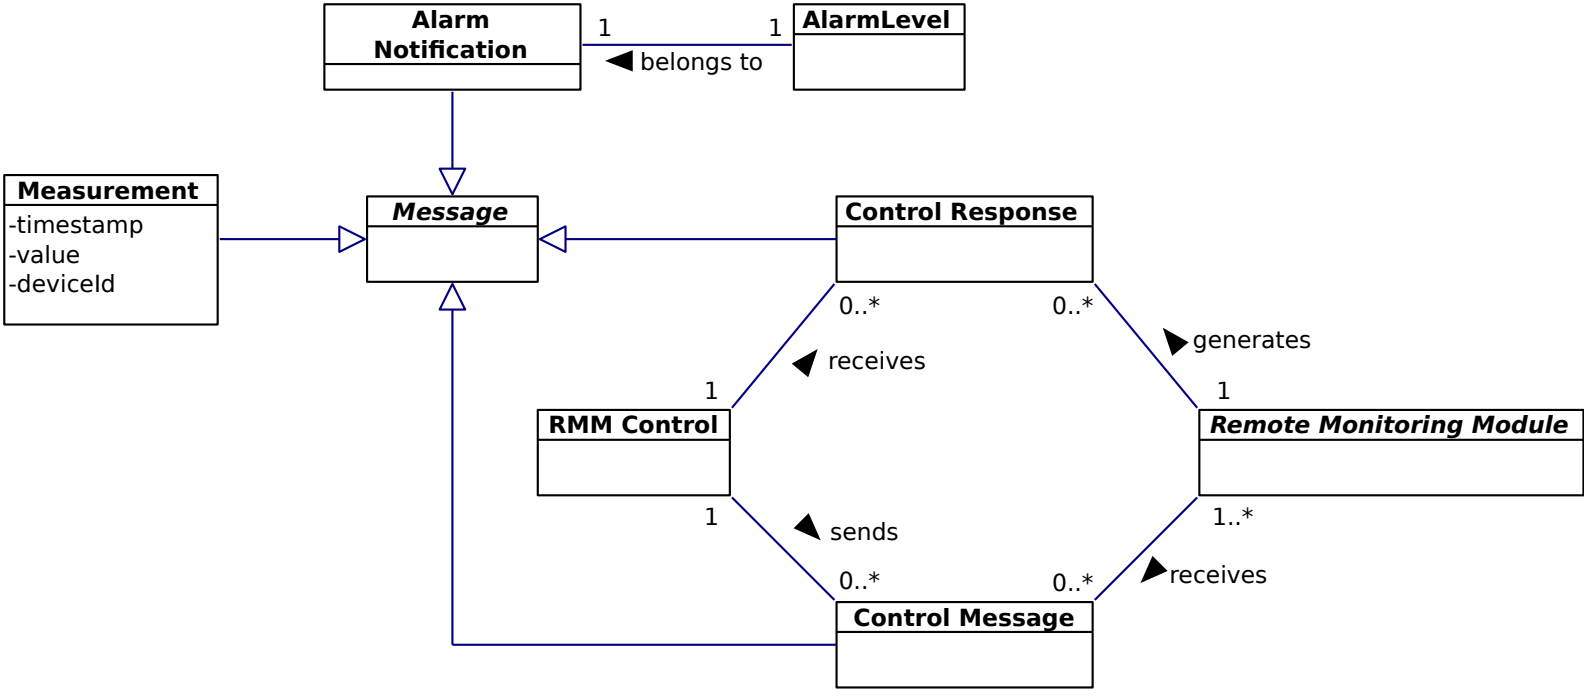 Alarm
Notification
1
1
AlarmLevel
belongs to
Measurement
-timestamp
-value
-deviceId
Message
Control Response
0..*
0..*
receives
generates
1
1
RMM Control
Remote Monitoring Module
1
1..*
sends
receives
0..*
0..*
Control Message